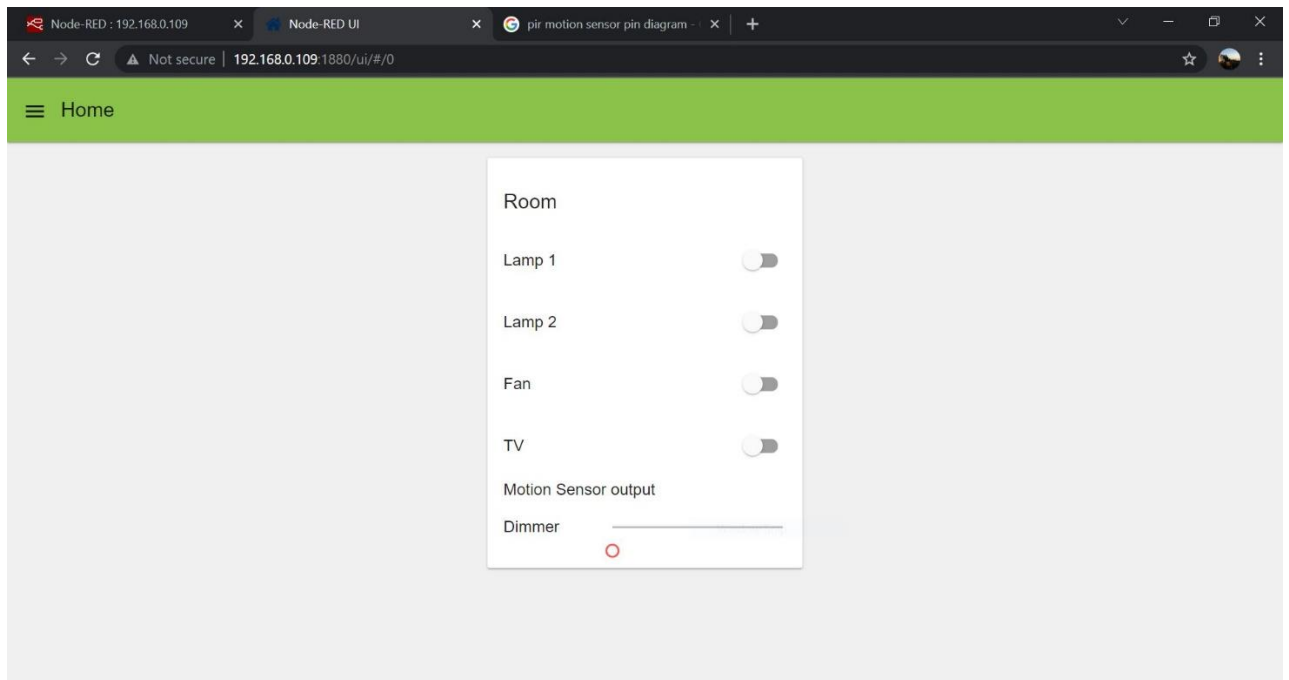 Node-RED : 192.168.0.109
Node-RED UI
pir motion sensor pin diagram -
Not secure | 192.168.0.109:1880/ui/#/0
Home
Room
Lamp 1
Lamp 2
Fan
TV
Motion Sensor output
Dimmer